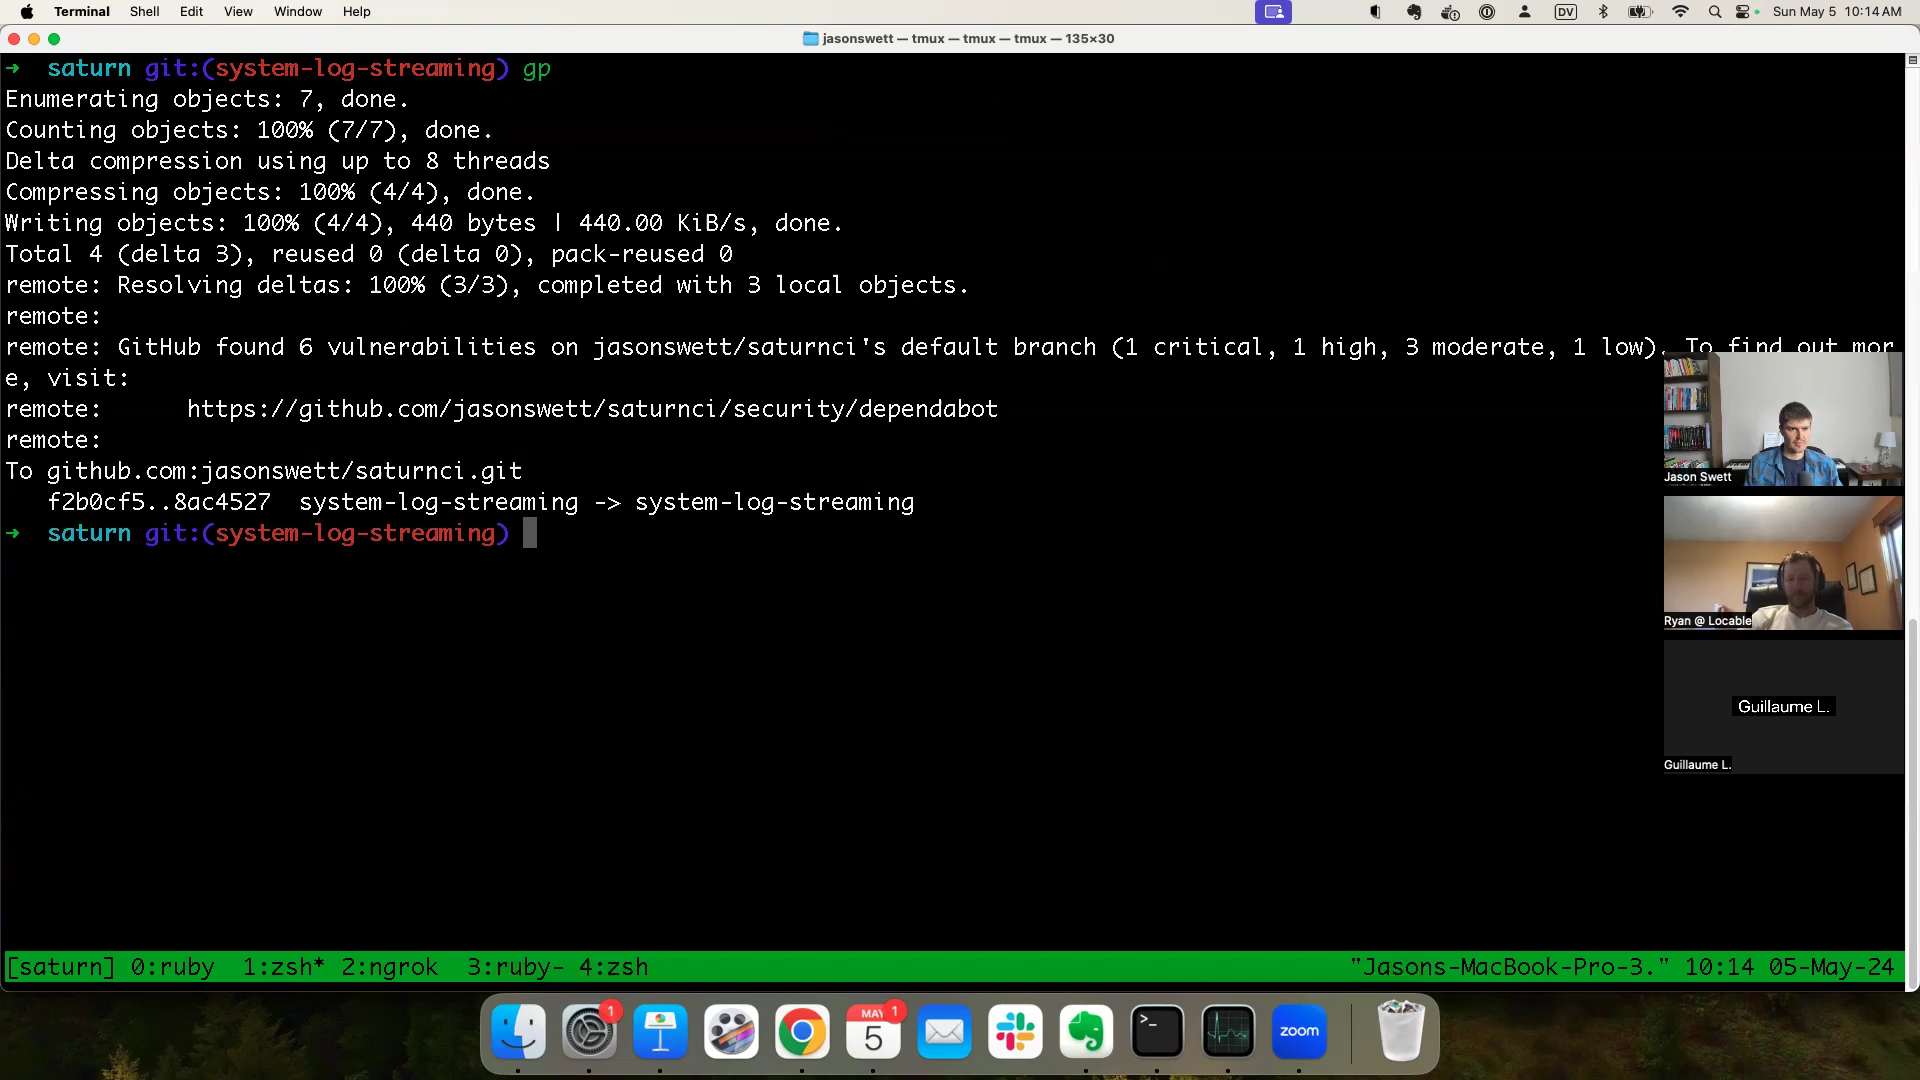 Terminal Shell Edit View Window Help
DV
Sun May 5 10:14 AM
jasonswett — tmux — tmux — tmux — 135×30
➜ saturn git:(system-log-streaming) gp
Enumerating objects: 7, done.
Counting objects: 100% (7/7), done.
Delta compression using up to 8 threads
Compressing objects: 100% (4/4), done.
Writing objects: 100% (4/4), 440 bytes | 440.00 KiB/s, done.
Total 4 (delta 3), reused 0 (delta 0), pack-reused 0
remote: Resolving deltas: 100% (3/3), completed with 3 local objects.
remote:
remote: GitHub found 6 vulnerabilities on jasonswett/saturnci's default branch (1 critical, 1 high, 3 moderate, 1 low). To find out mor
e, visit:
remote:      https://github.com/jasonswett/saturnci/security/dependabot
remote:
To github.com:jasonswett/saturnci.git
   f2b0cf5..8ac4527  system-log-streaming -> system-log-streaming
➜ saturn git:(system-log-streaming)
Jason Swett
Ryan @ Locable
Guillaume L.
Guillaume L.
[saturn] 0:ruby  1:zsh* 2:ngrok  3:ruby- 4:zsh
"Jasons-MacBook-Pro-3." 10:14 05-May-24
1
MAY
5
1
>_
zoom